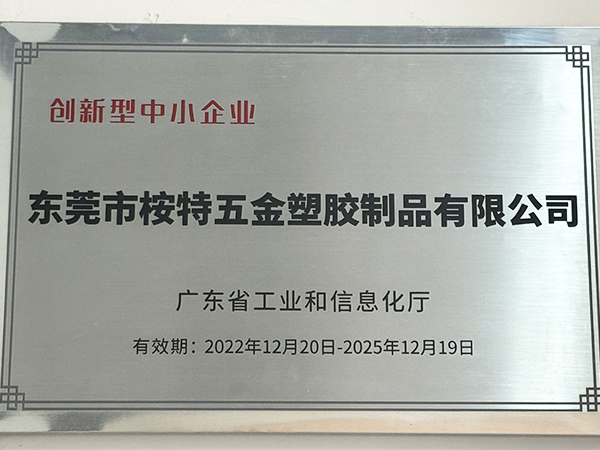 创新型中小企业
东莞市桉特五金塑胶制品有限公司
广东省工业和信息化厅
有效期：2022年12月20日-2025年12月19日